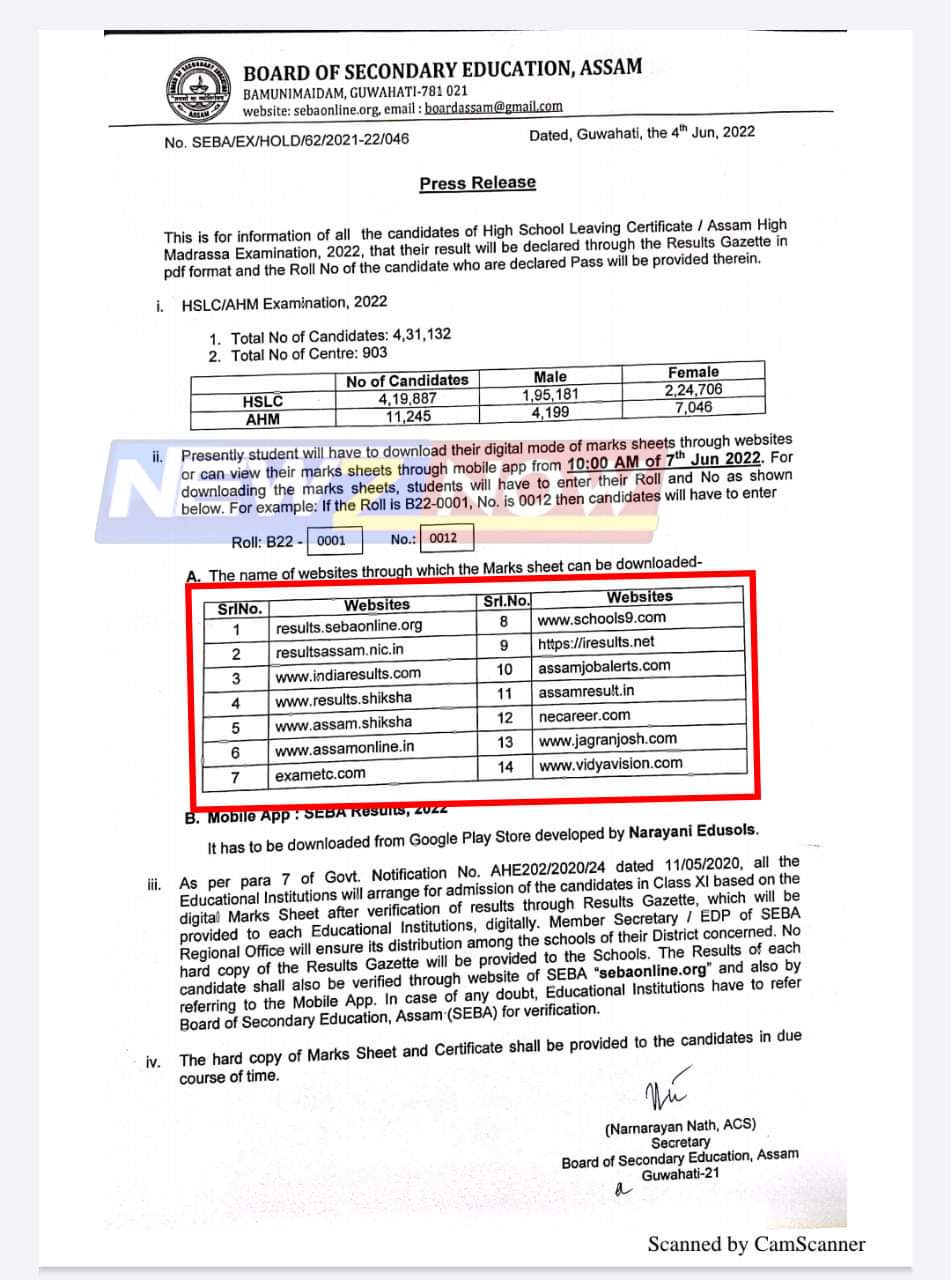 BOARD OF SECONDARY EDUCATION, ASSAM
BAMUNIMAIDAM, GUWAHATI-781 021
website: sebaonline.org, email : boardassam@gmail.com
No. SEBA/EX/HOLD/62/2021-22/046
Dated, Guwahati, the 4th Jun, 2022
Press Release
This is for information of all the candidates of High School Leaving Certificate / Assam High
Madrassa Examination, 2022, that their result will be declared through the Results Gazette in
pdf format and the Roll No of the candidate who are declared Pass will be provided therein.
i. HSLC/AHM Examination, 2022
1. Total No of Candidates: 4,31,132
2. Total No of Centre: 903
No of Candidates Male Female
HSLC 4,19,887 1,95,181 2,24,706
AHM 11,245 4,199 7,046
NEWZ NOW
ii. Presently student will have to download their digital mode of marks sheets through websites
or can view their marks sheets through mobile app from 10:00 AM of 7th Jun 2022. For
downloading the marks sheets, students will have to enter their Roll and No as shown
below. For example: If the Roll is B22-0001, No. is 0012 then candidates will have to enter
Roll: B22 - 0001 No.: 0012
A. The name of websites through which the Marks sheet can be downloaded-
SrlNo. Websites Srl.No. Websites
1 results.sebaonline.org 8 www.schools9.com
2 resultsassam.nic.in 9 https://iresults.net
3 www.indiaresults.com 10 assamjobalerts.com
4 www.results.shiksha 11 assamresult.in
5 www.assam.shiksha 12 necareer.com
6 www.assamonline.in 13 www.jagranjosh.com
7 exametc.com 14 www.vidyavision.com
B. Mobile App : SEBA Results, 2022
It has to be downloaded from Google Play Store developed by Narayani Edusols.
iii. As per para 7 of Govt. Notification No. AHE202/2020/24 dated 11/05/2020, all the
Educational Institutions will arrange for admission of the candidates in Class XI based on the
digital Marks Sheet after verification of results through Results Gazette, which will be
provided to each Educational Institutions, digitally. Member Secretary / EDP of SEBA
Regional Office will ensure its distribution among the schools of their District concerned. No
hard copy of the Results Gazette will be provided to the Schools. The Results of each
candidate shall also be verified through website of SEBA "sebaonline.org" and also by
referring to the Mobile App. In case of any doubt, Educational Institutions have to refer
Board of Secondary Education, Assam (SEBA) for verification.
iv. The hard copy of Marks Sheet and Certificate shall be provided to the candidates in due
course of time.
(Narnarayan Nath, ACS)
Secretary
Board of Secondary Education, Assam
Guwahati-21
Scanned by CamScanner